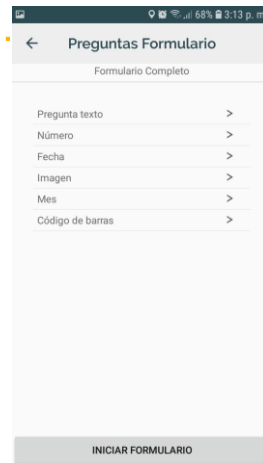 68% 3:13 p. m
Preguntas Formulario
Formulario Completo
Pregunta texto >
Número >
Fecha >
Imagen >
Mes >
Código de barras >
INICIAR FORMULARIO